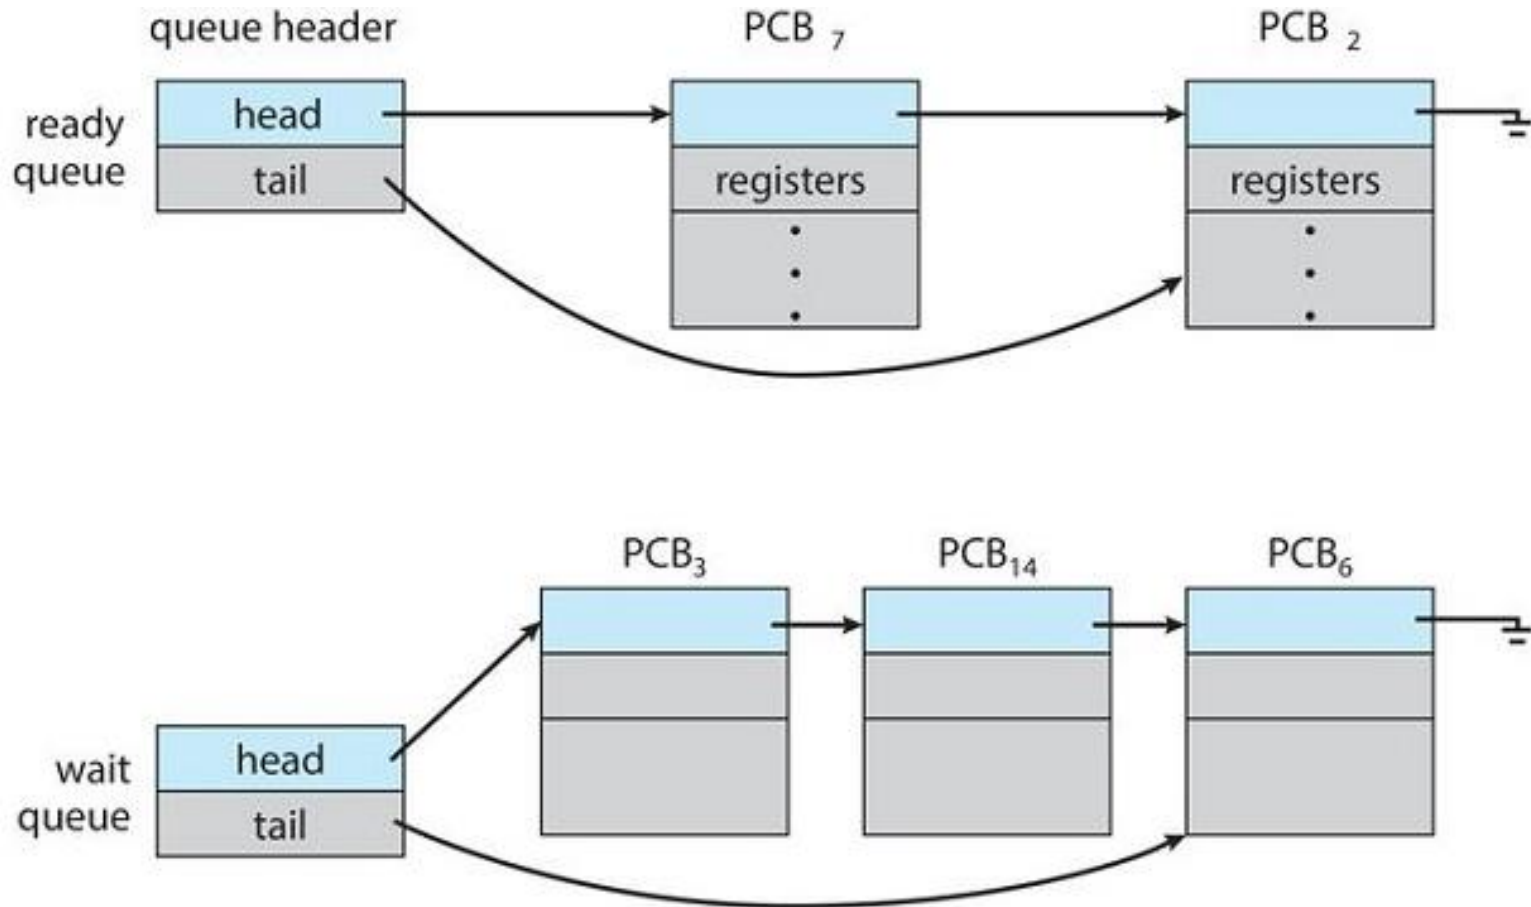 queue header
PCB 7
PCB 2
ready
queue
head
tail
registers
registers
PCB3
PCB14
PCB6
wait
queue
head
tail